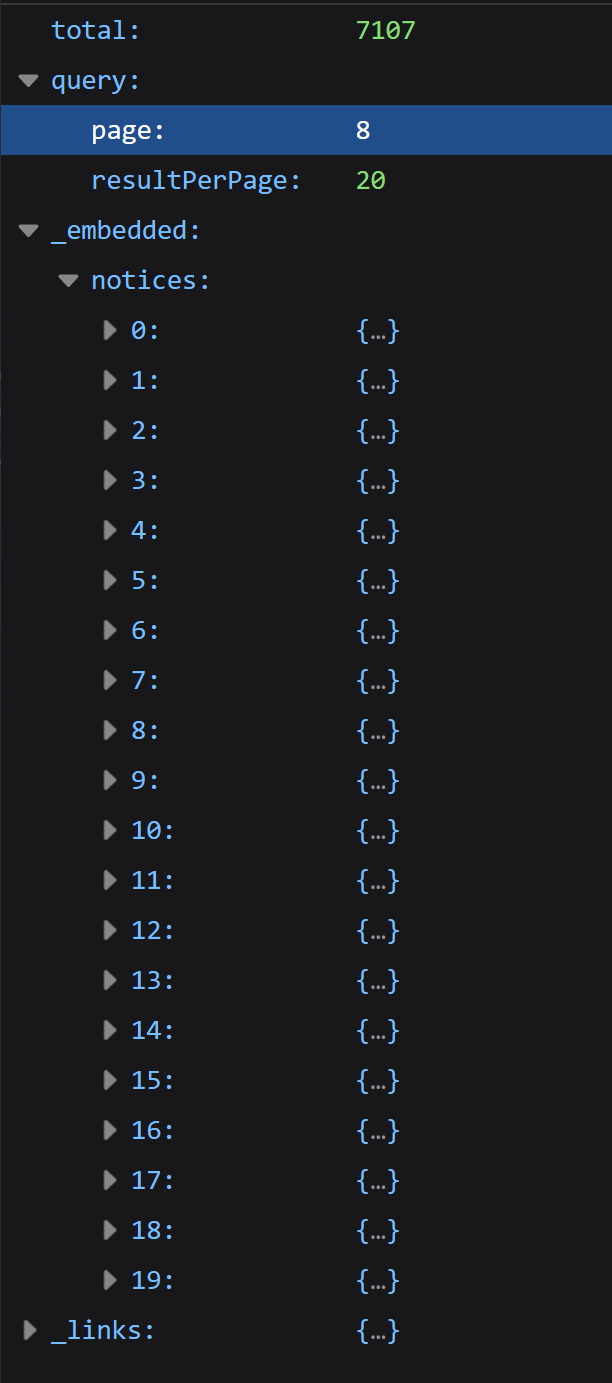 total: 7107
query:
page: 8
resultPerPage: 20
_embedded:
notices:
0: {…}
1: {…}
2: {…}
3: {…}
4: {…}
5: {…}
6: {…}
7: {…}
8: {…}
9: {…}
10: {…}
11: {…}
12: {…}
13: {…}
14: {…}
15: {…}
16: {…}
17: {…}
18: {…}
19: {…}
_links: {…}